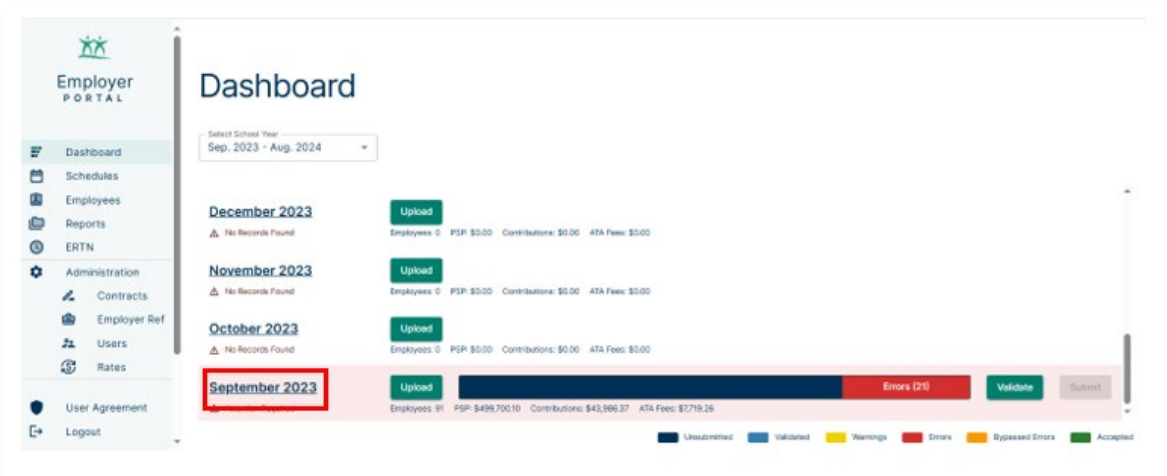 Employer
PORTAL
Dashboard
Schedules
Employees
Reports
ERTN
Administration
Contracts
Employer Ref
Users
Rates
User Agreement
Logout
Dashboard
Select School Year
Sep. 2023 - Aug. 2024
December 2023
Upload
No Records Found
Employees: 0 PSP: $0.00 Contributions: $0.00 ATA Fees: $0.00
November 2023
Upload
No Records Found
Employees: 0 PSP: $0.00 Contributions: $0.00 ATA Fees: $0.00
October 2023
Upload
No Records Found
Employees: 0 PSP: $0.00 Contributions: $0.00 ATA Fees: $0.00
September 2023
Upload
Errors (21)
Validate
Submit
Employees: 91 PSP: $499,700.10 Contributions: $43,986.37 ATA Fees: $7,719.26
Unsubmitted Validated Warnings Errors Bypassed Errors Accepted